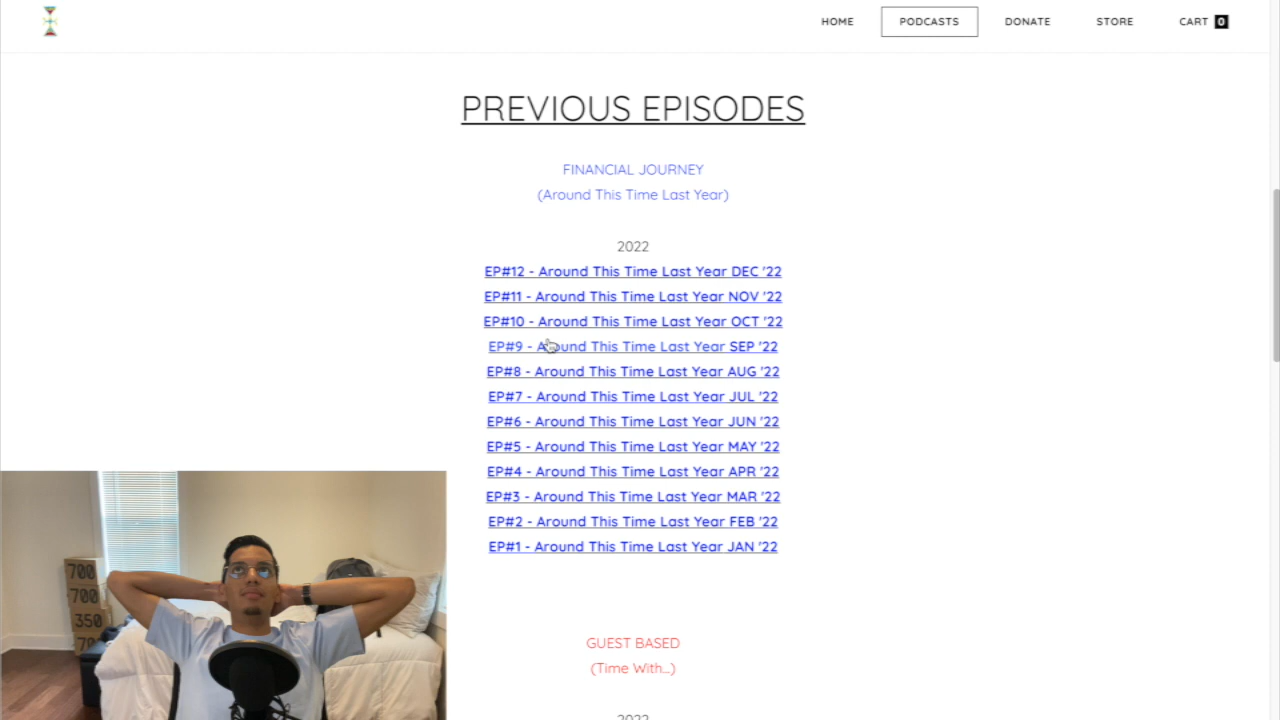 HOME
PODCASTS
DONATE
STORE
CART 0
PREVIOUS EPISODES
FINANCIAL JOURNEY
(Around This Time Last Year)
2022
EP#12 - Around This Time Last Year DEC '22
EP#11 - Around This Time Last Year NOV '22
EP#10 - Around This Time Last Year OCT '22
EP#9 - Around This Time Last Year SEP '22
EP#8 - Around This Time Last Year AUG '22
EP#7 - Around This Time Last Year JUL '22
EP#6 - Around This Time Last Year JUN '22
EP#5 - Around This Time Last Year MAY '22
EP#4 - Around This Time Last Year APR '22
EP#3 - Around This Time Last Year MAR '22
EP#2 - Around This Time Last Year FEB '22
EP#1 - Around This Time Last Year JAN '22
700
700
350
GUEST BASED
(Time With...)
2022